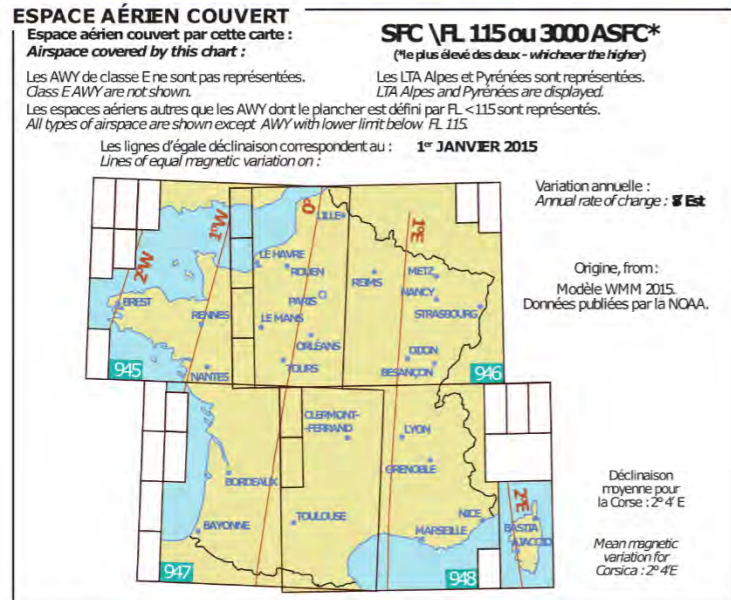 ESPACE AÉRIEN COUVERT
Espace aérien couvert par cette carte :
Airspace covered by this chart :
SFC \ FL 115 ou 3000 ASFC*
(*le plus élevé des deux - whichever the higher)
Les AWY de classe E ne sont pas représentées.
Class E AWY are not shown.
Les LTA Alpes et Pyrénées sont représentées.
LTA Alpes and Pyrénées are displayed.
Les espaces aériens autres que les AWY dont le plancher est défini par FL <115 sont représentés.
All types of airspace are shown except AWY with lower limit below FL 115.
Les lignes d'égale déclinaison correspondent au : 1er JANVIER 2015
Lines of equal magnetic variation on :
Variation annuelle :
Annual rate of change : 8' Est
Origine, from :
Modèle WMM 2015.
Données publiées par la NOAA.
2°W
1°W
0°
1°E
LILLE
LE HAVRE
ROUEN
REIMS
METZ
NANCY
PARIS
STRASBOURG
BREST
RENNES
LE MANS
ORLÉANS
TOURS
DIJON
BESANÇON
NANTES
945
946
CLERMONT-
-FERRAND
LYON
GRENOBLE
BORDEAUX
BAYONNE
TOULOUSE
MARSEILLE
NICE
2°E
BASTIA
AJACCIO
947
948
Déclinaison
moyenne pour
la Corse : 2° 4' E
Mean magnetic
variation for
Corsica : 2° 4'E